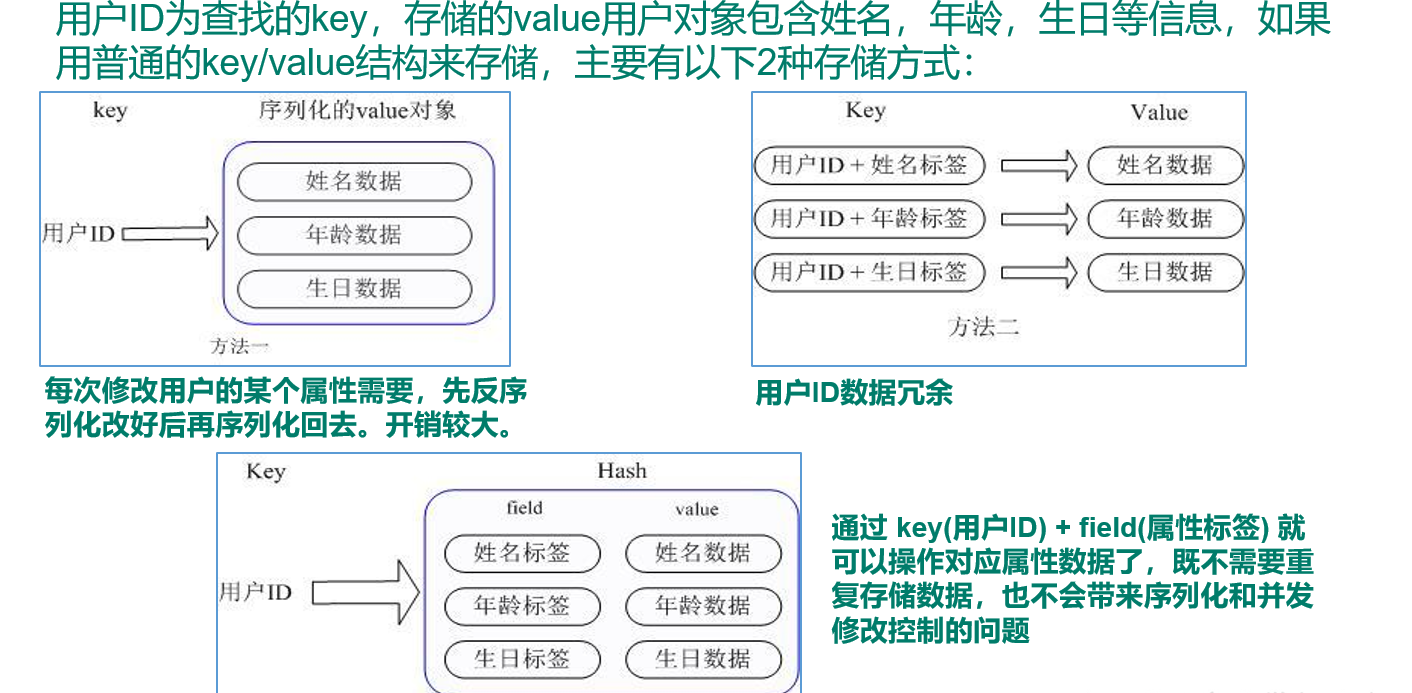 用户ID为查找的key，存储的value用户对象包含姓名，年龄，生日等信息，如果
用普通的key/value结构来存储，主要有以下2种存储方式：
key 序列化的value对象
姓名数据
用户ID 年龄数据
生日数据
方法一
每次修改用户的某个属性需要，先反序
列化改好后再序列化回去。开销较大。
Key Value
用户ID + 姓名标签 姓名数据
用户ID + 年龄标签 年龄数据
用户ID + 生日标签 生日数据
方法二
用户ID数据冗余
Key Hash
field value
姓名标签 姓名数据
用户ID 年龄标签 年龄数据
生日标签 生日数据
通过 key(用户ID) + field(属性标签) 就
可以操作对应属性数据了，既不需要重
复存储数据，也不会带来序列化和并发
修改控制的问题